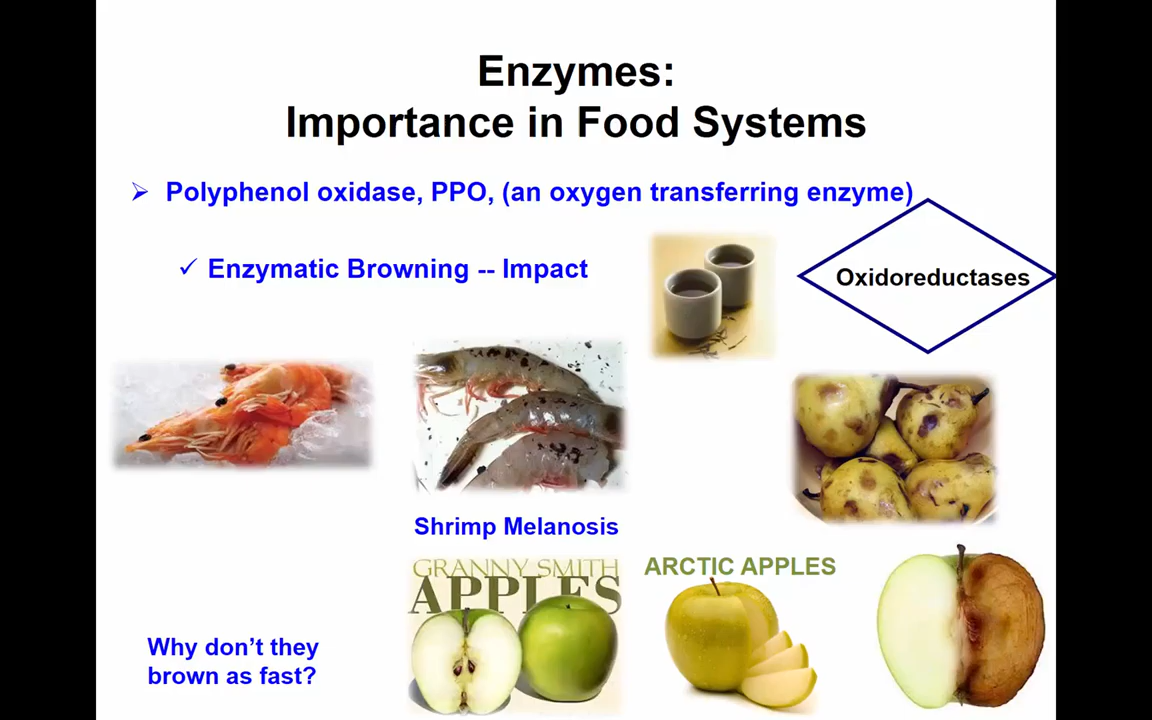 Enzymes:
Importance in Food Systems
Polyphenol oxidase, PPO, (an oxygen transferring enzyme)
Enzymatic Browning -- Impact
Oxidoreductases
Shrimp Melanosis
GRANNY SMITH
APPLES
ARCTIC APPLES
Why don’t they
brown as fast?